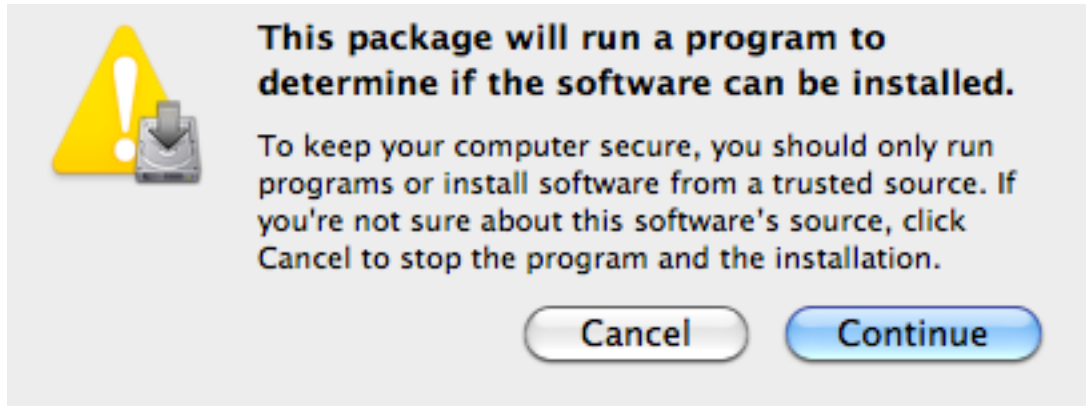 This package will run a program to
determine if the software can be installed.
To keep your computer secure, you should only run
programs or install software from a trusted source. If
you're not sure about this software’s source, click
Cancel to stop the program and the installation.
Cancel Continue